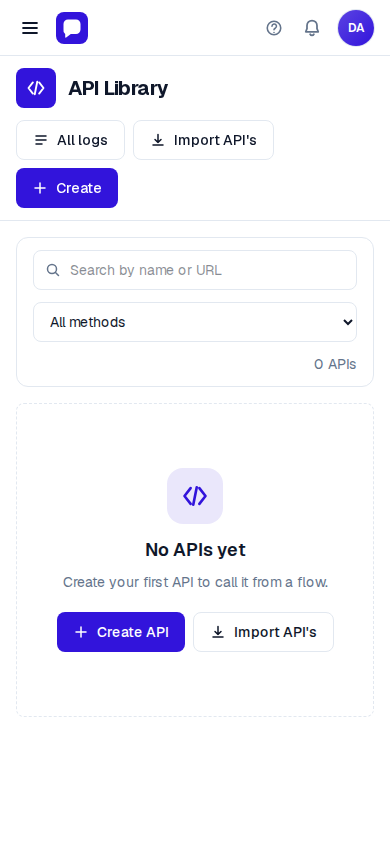 DA
API Library
All logs
Import API's
Create
Search by name or URL
All methods
0 APIs
No APIs yet
Create your first API to call it from a flow.
Create API
Import API's